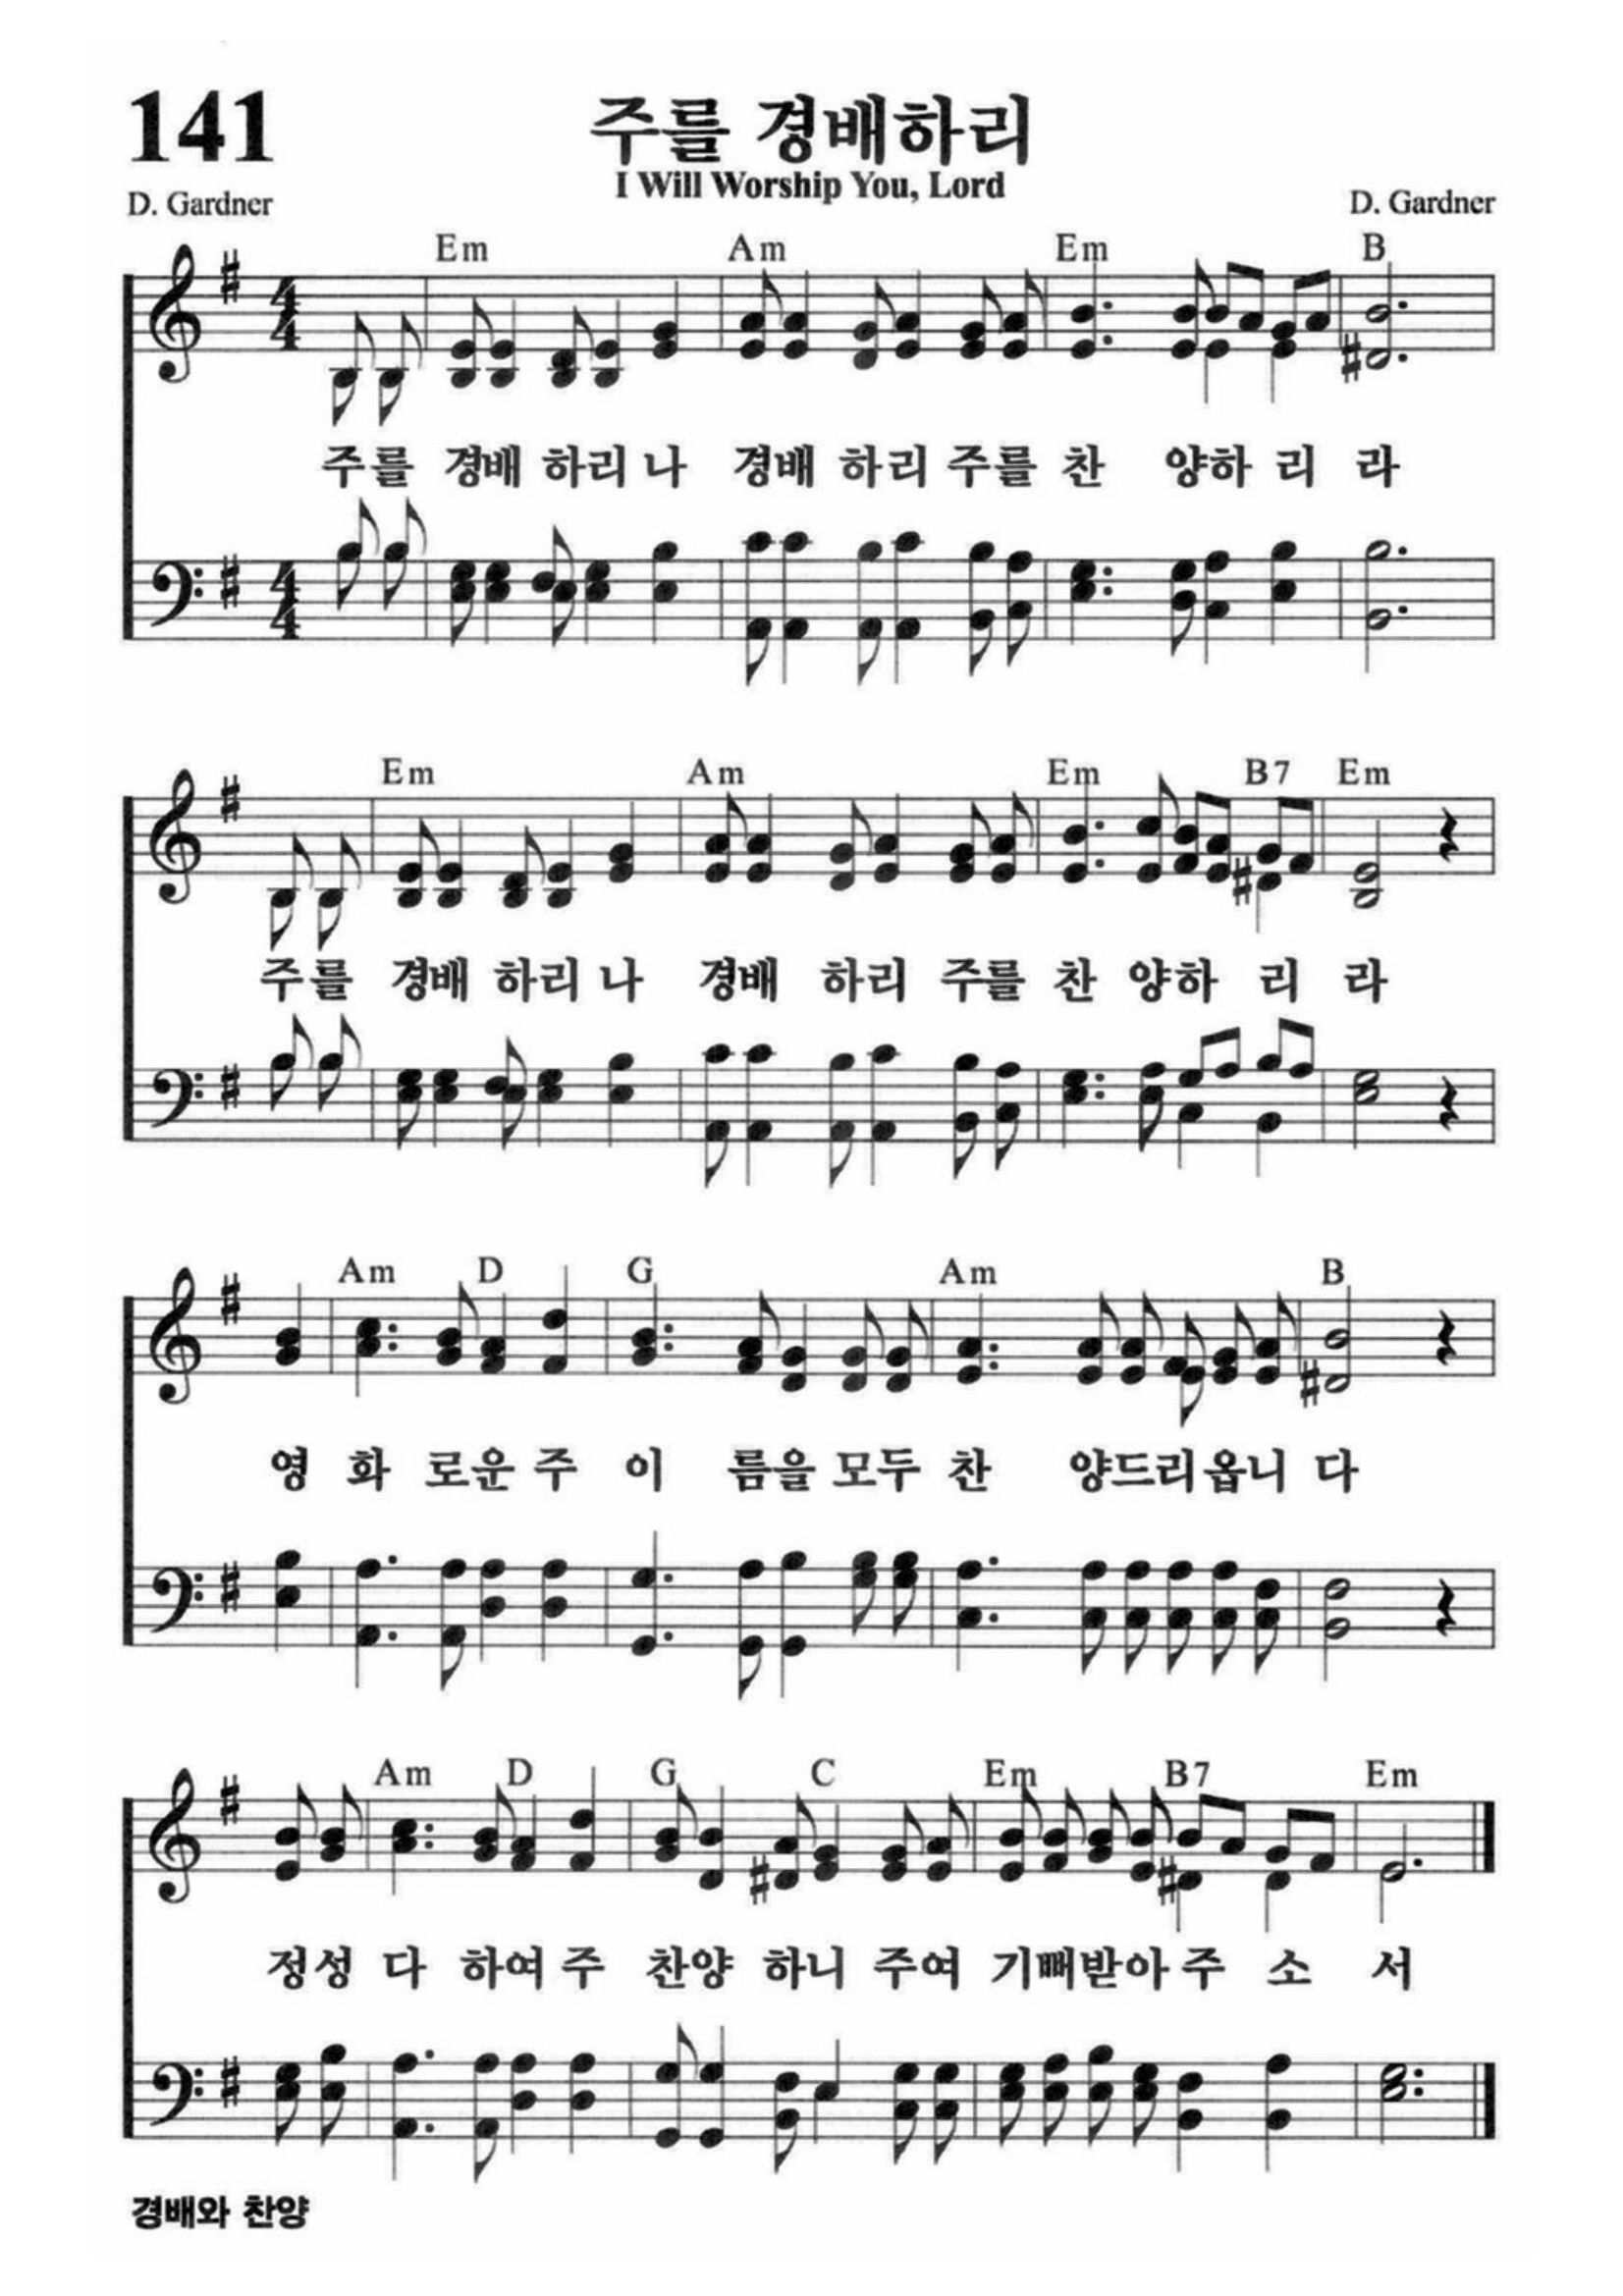 141
주를 경배하리
I Will Worship You, Lord
D. Gardner
D. Gardner
Em Am Em B
4 4
주를 경배 하리 나 경배 하리 주를 찬 양하 리 라
4 4
Em Am Em B7 Em
주를 경배 하리 나 경배 하리 주를 찬 양하 리 라
Am D G Am B
영 화 로운 주 이 름을 모두 찬 양드리옵니 다
Am D G C Em B7 Em
정성 다 하여 주 찬양 하니 주여 기뻐받아 주 소 서
경배와 찬양